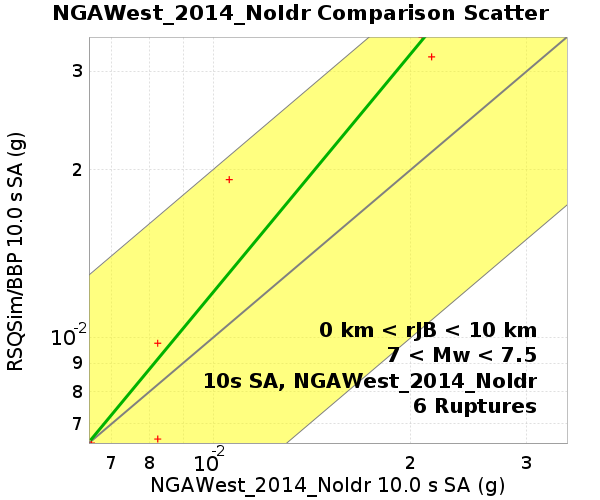 NGAWest_2014_NoIdr Comparison Scatter
RSQSim/BBP 10.0 s SA (g)
3
2
10-2
9
8
7
0 km < rJB < 10 km
7 < Mw < 7.5
10s SA, NGAWest_2014_NoIdr
6 Ruptures
7 8 10-2 2 3
NGAWest_2014_NoIdr 10.0 s SA (g)